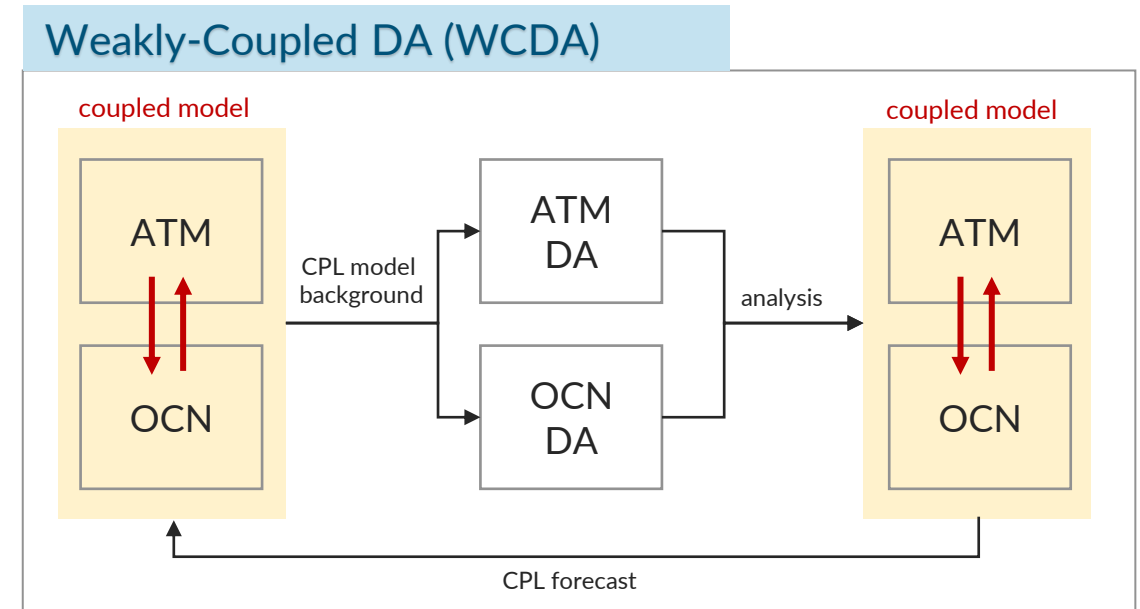 Weakly-Coupled DA (WCDA)
coupled model
ATM
OCN
CPL model
background
ATM
DA
OCN
DA
analysis
coupled model
ATM
OCN
CPL forecast